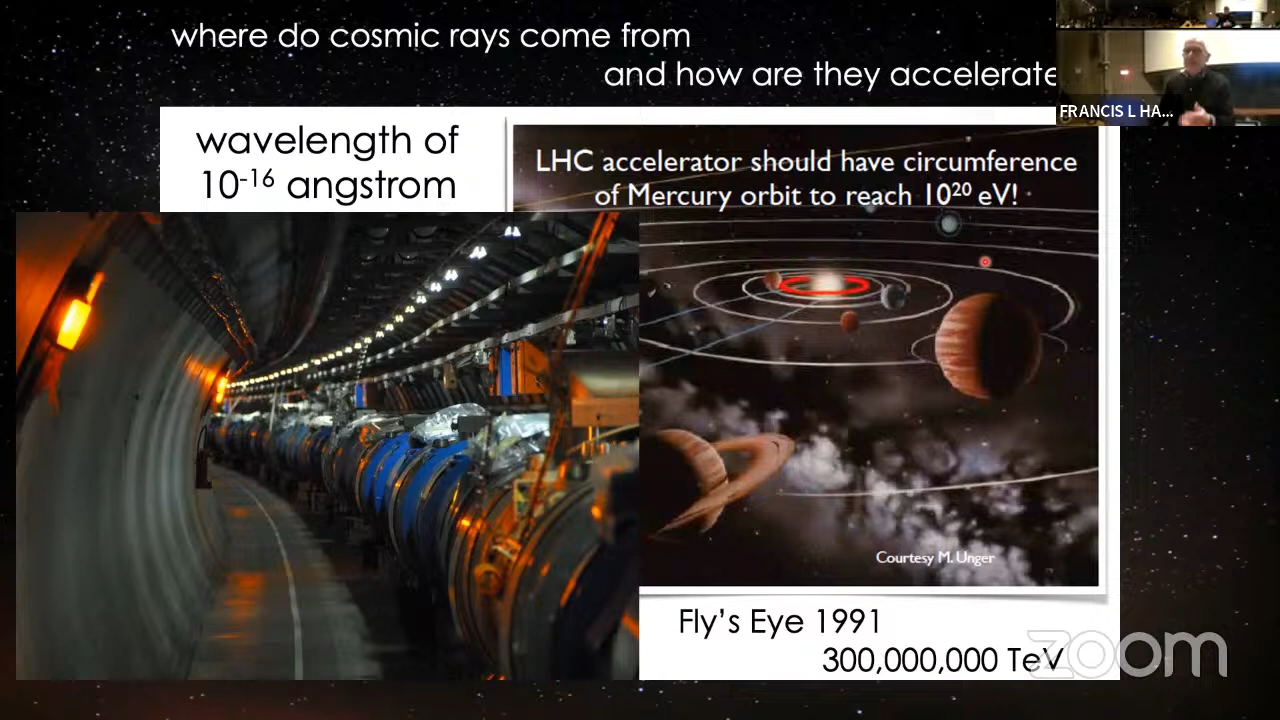 where do cosmic rays come from
and how are they accelerate
FRANCIS L HA...
wavelength of
10-16 angstrom
LHC accelerator should have circumference
of Mercury orbit to reach 10²⁰ eV!
Courtesy M. Unger
Fly's Eye 1991
300,000,000 TeV
zoom